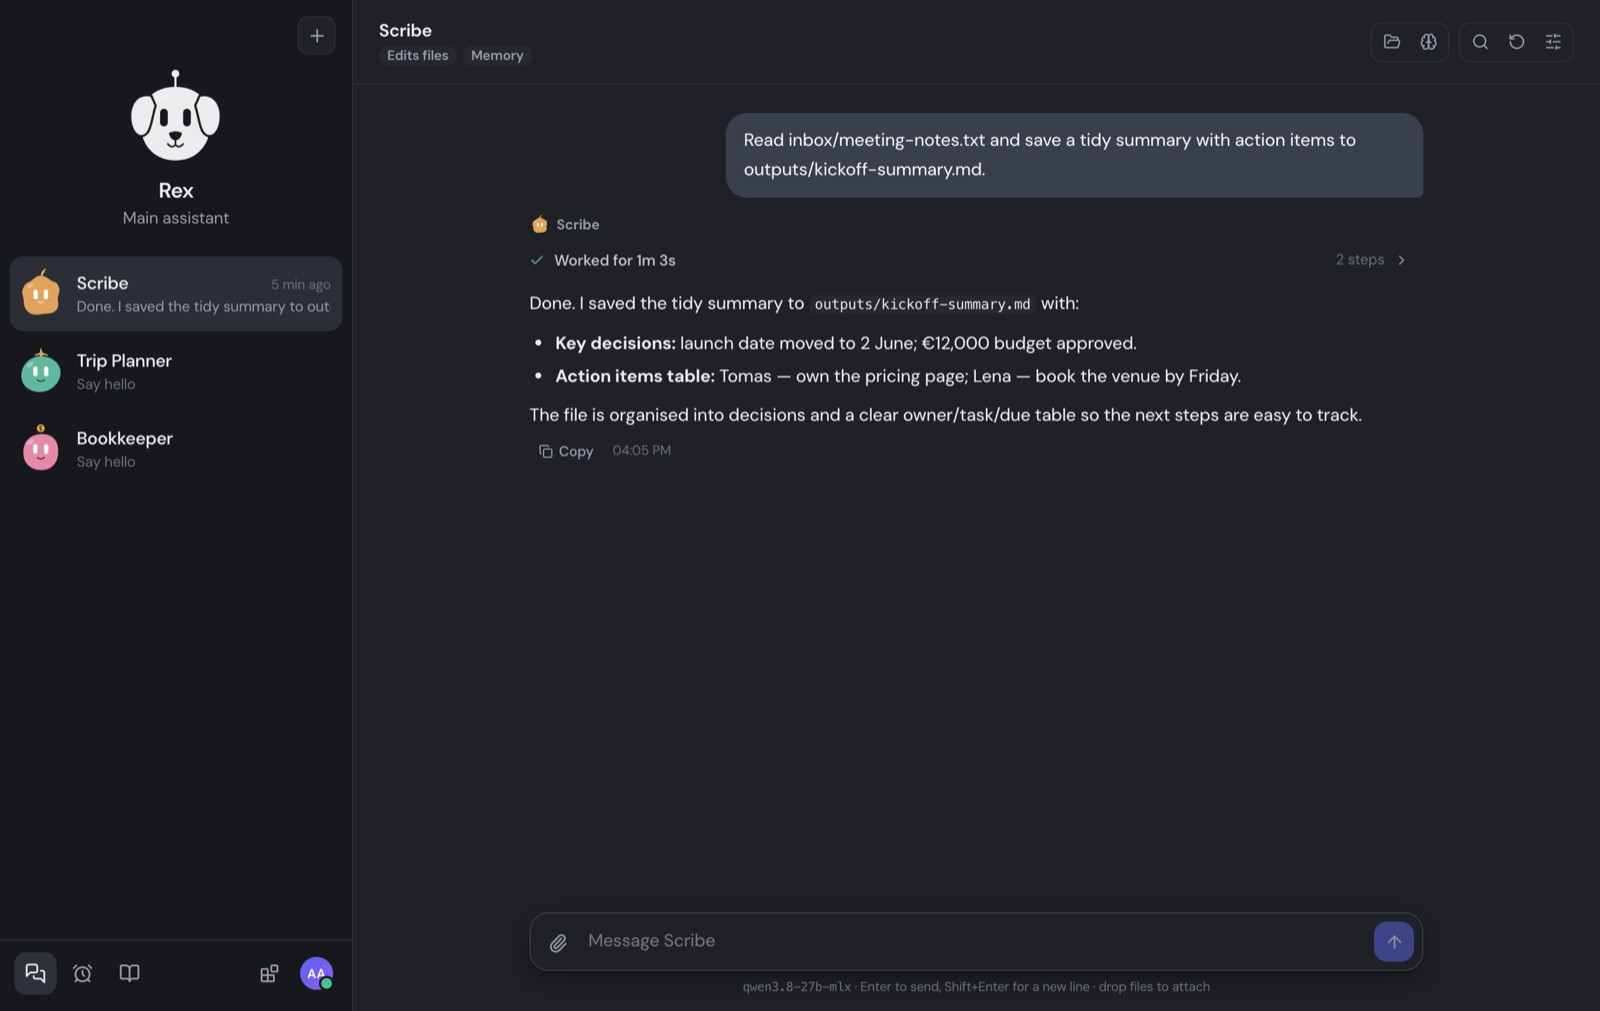 Rex
Main assistant
Scribe
5 min ago
Done. I saved the tidy summary to out
Trip Planner
Say hello
Bookkeeper
Say hello
AA
Scribe
Edits files
Memory
Read inbox/meeting-notes.txt and save a tidy summary with action items to
outputs/kickoff-summary.md.
Scribe
Worked for 1m 3s
2 steps
Done. I saved the tidy summary to outputs/kickoff-summary.md with:
• Key decisions: launch date moved to 2 June; €12,000 budget approved.
• Action items table: Tomas — own the pricing page; Lena — book the venue by Friday.
The file is organised into decisions and a clear owner/task/due table so the next steps are easy to track.
Copy
04:05 PM
Message Scribe
qwen3.8-27b-mlx · Enter to send, Shift+Enter for a new line · drop files to attach